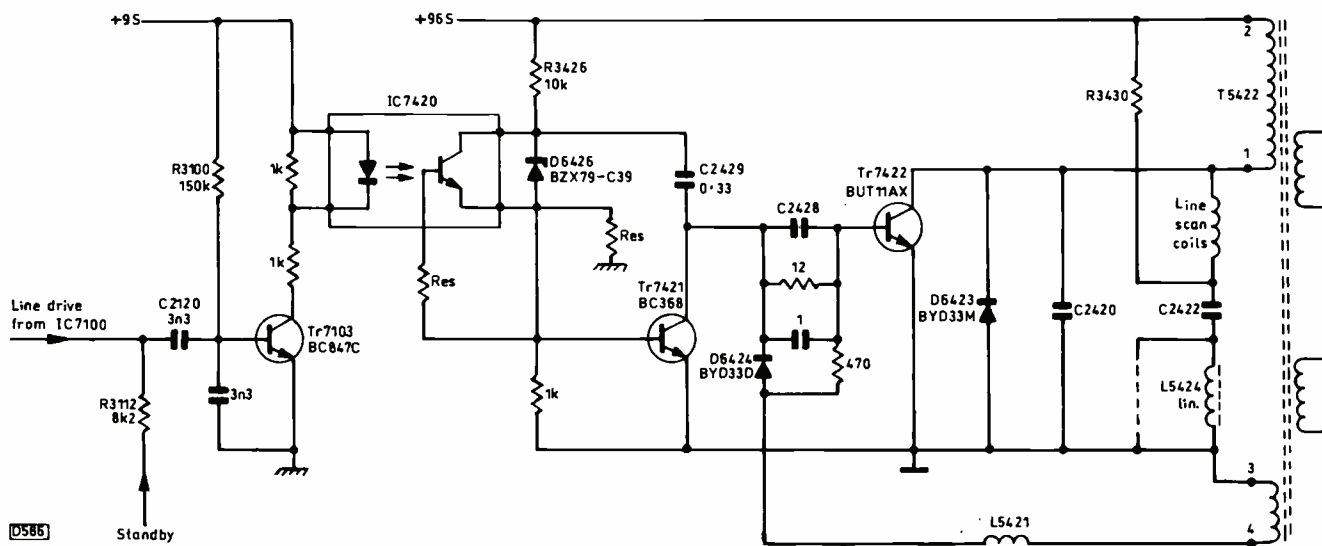 +9S
+96S
2
R3426
10k
R3430
T5422
IC7420
R3100
150k
1k
D6426
BZX79-C39
C2429
0·33
Tr7422
BUT11AX
1
C2428
Line
scan
coils
Res
1k
Res
12
Line drive
from IC7100
C2120
3n3
Tr7103
BC847C
Tr7421
BC368
1
D6423
BYD33M
C2420
C2422
D6424
BYD33D
470
R3112
8k2
3n3
1k
L5424
lin.
3
L5421
4
D586
Standby